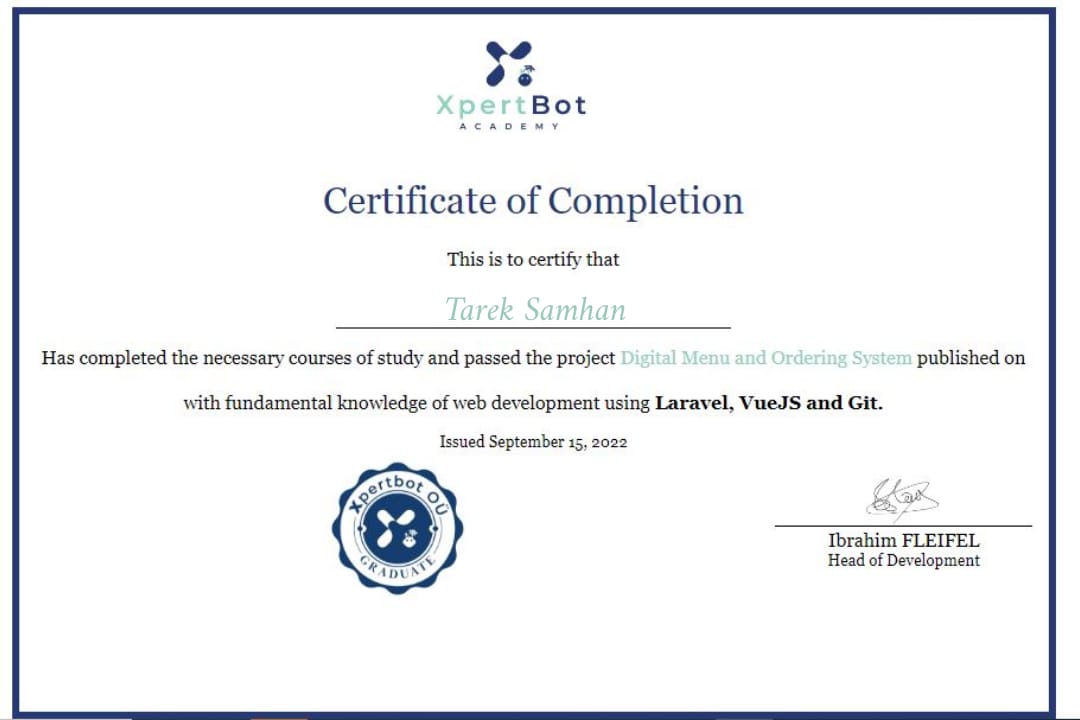 XpertBot
ACADEMY
Certificate of Completion
This is to certify that
Tarek Samhan
Has completed the necessary courses of study and passed the project Digital Menu and Ordering System published on
with fundamental knowledge of web development using Laravel, VueJS and Git.
Issued September 15, 2022
Xpertbot OÜ
GRADUATE
Ibrahim FLEIFEL
Head of Development